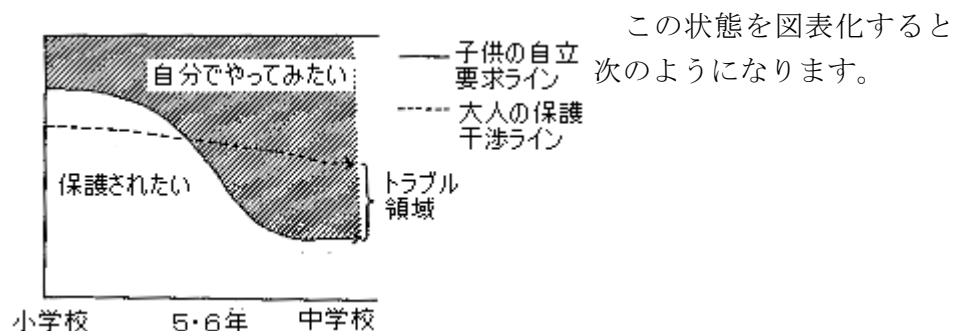 この状態を図表化すると
次のようになります。
自分でやってみたい
保護されたい
子供の自立
要求ライン
大人の保護
干渉ライン
トラブル
領域
小学校 5・6年 中学校